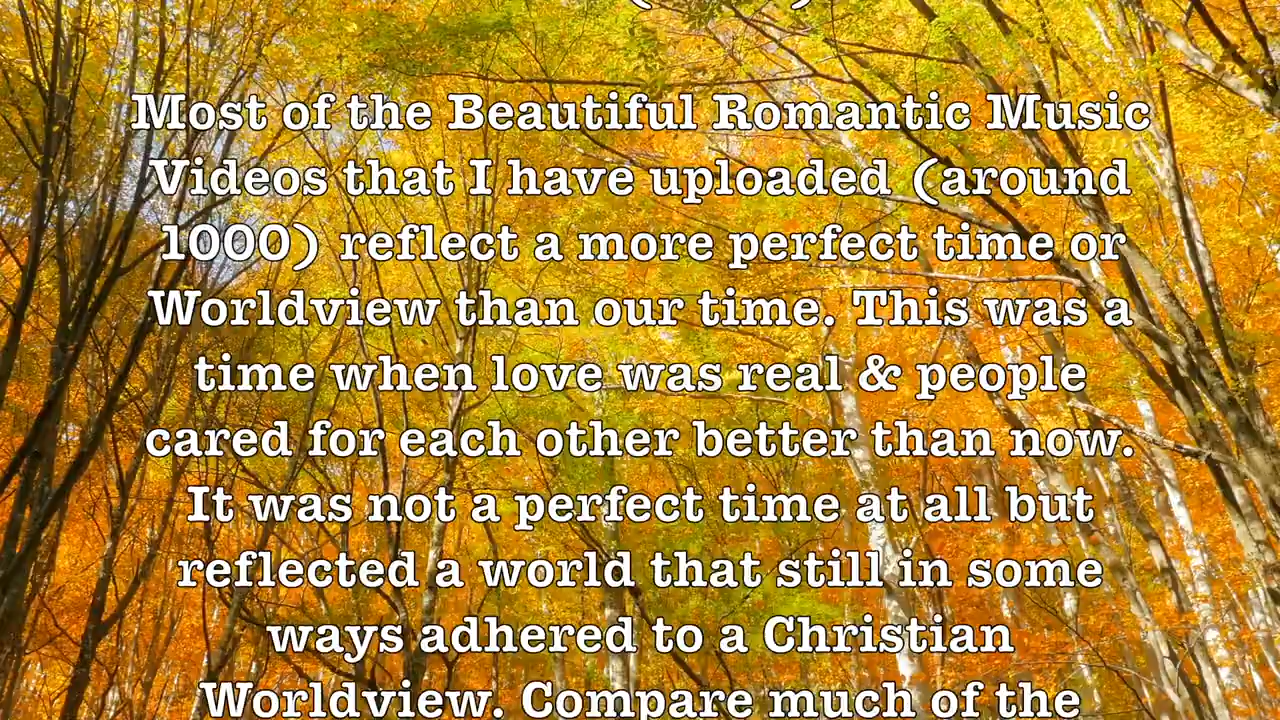 Most of the Beautiful Romantic Music
Videos that I have uploaded (around
1000) reflect a more perfect time or
Worldview than our time. This was a
time when love was real & people
cared for each other better than now.
It was not a perfect time at all but
reflected a world that still in some
ways adhered to a Christian
Worldview. Compare much of the